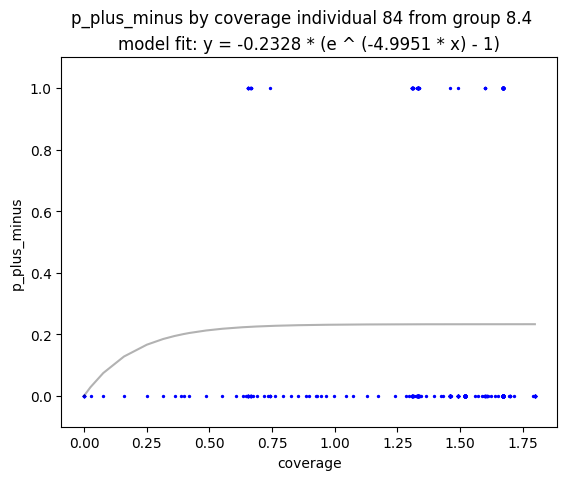 p_plus_minus by coverage individual 84 from group 8.4
model fit: y = -0.2328 * (e ^ (-4.9951 * x) - 1)
1.0
0.8
0.6
0.4
0.2
0.0
p_plus_minus
0.00 0.25 0.50 0.75 1.00 1.25 1.50 1.75
coverage